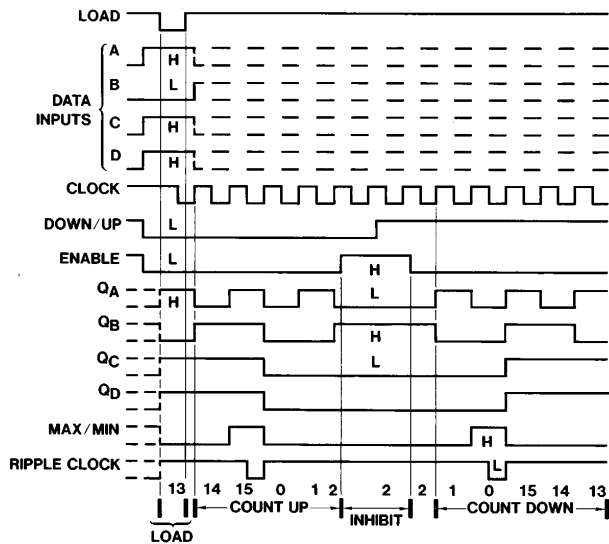 LOAD
A H
B L
DATA
INPUTS
C H
D H
CLOCK
DOWN/UP L
ENABLE L H
QA H L
QB H
QC L
QD
MAX/MIN H
RIPPLE CLOCK L
13 14 15 0 1 2 2 2 1 0 15 14 13
COUNT UP INHIBIT COUNT DOWN
LOAD